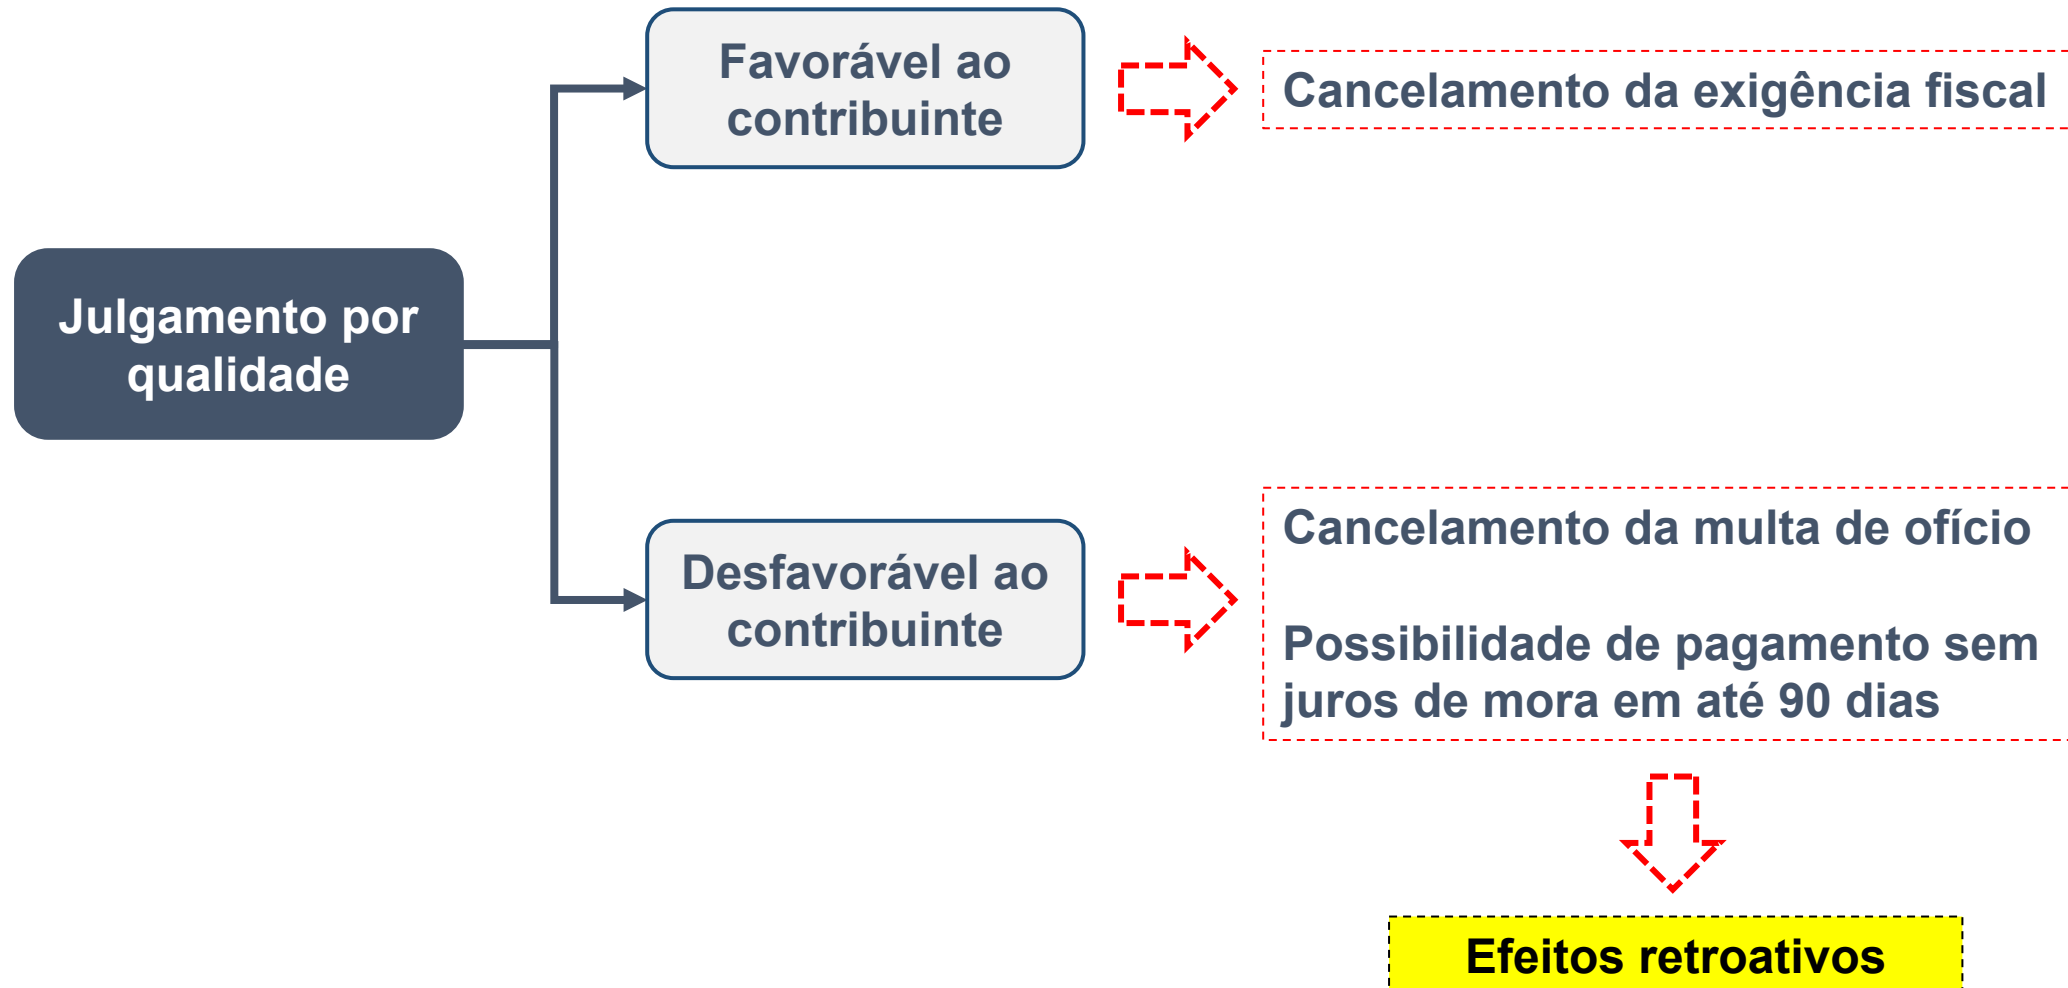 Favorável ao
contribuinte
Cancelamento da exigência fiscal
Julgamento por
qualidade
Desfavorável ao
contribuinte
Cancelamento da multa de ofício
Possibilidade de pagamento sem
juros de mora em até 90 dias
Efeitos retroativos